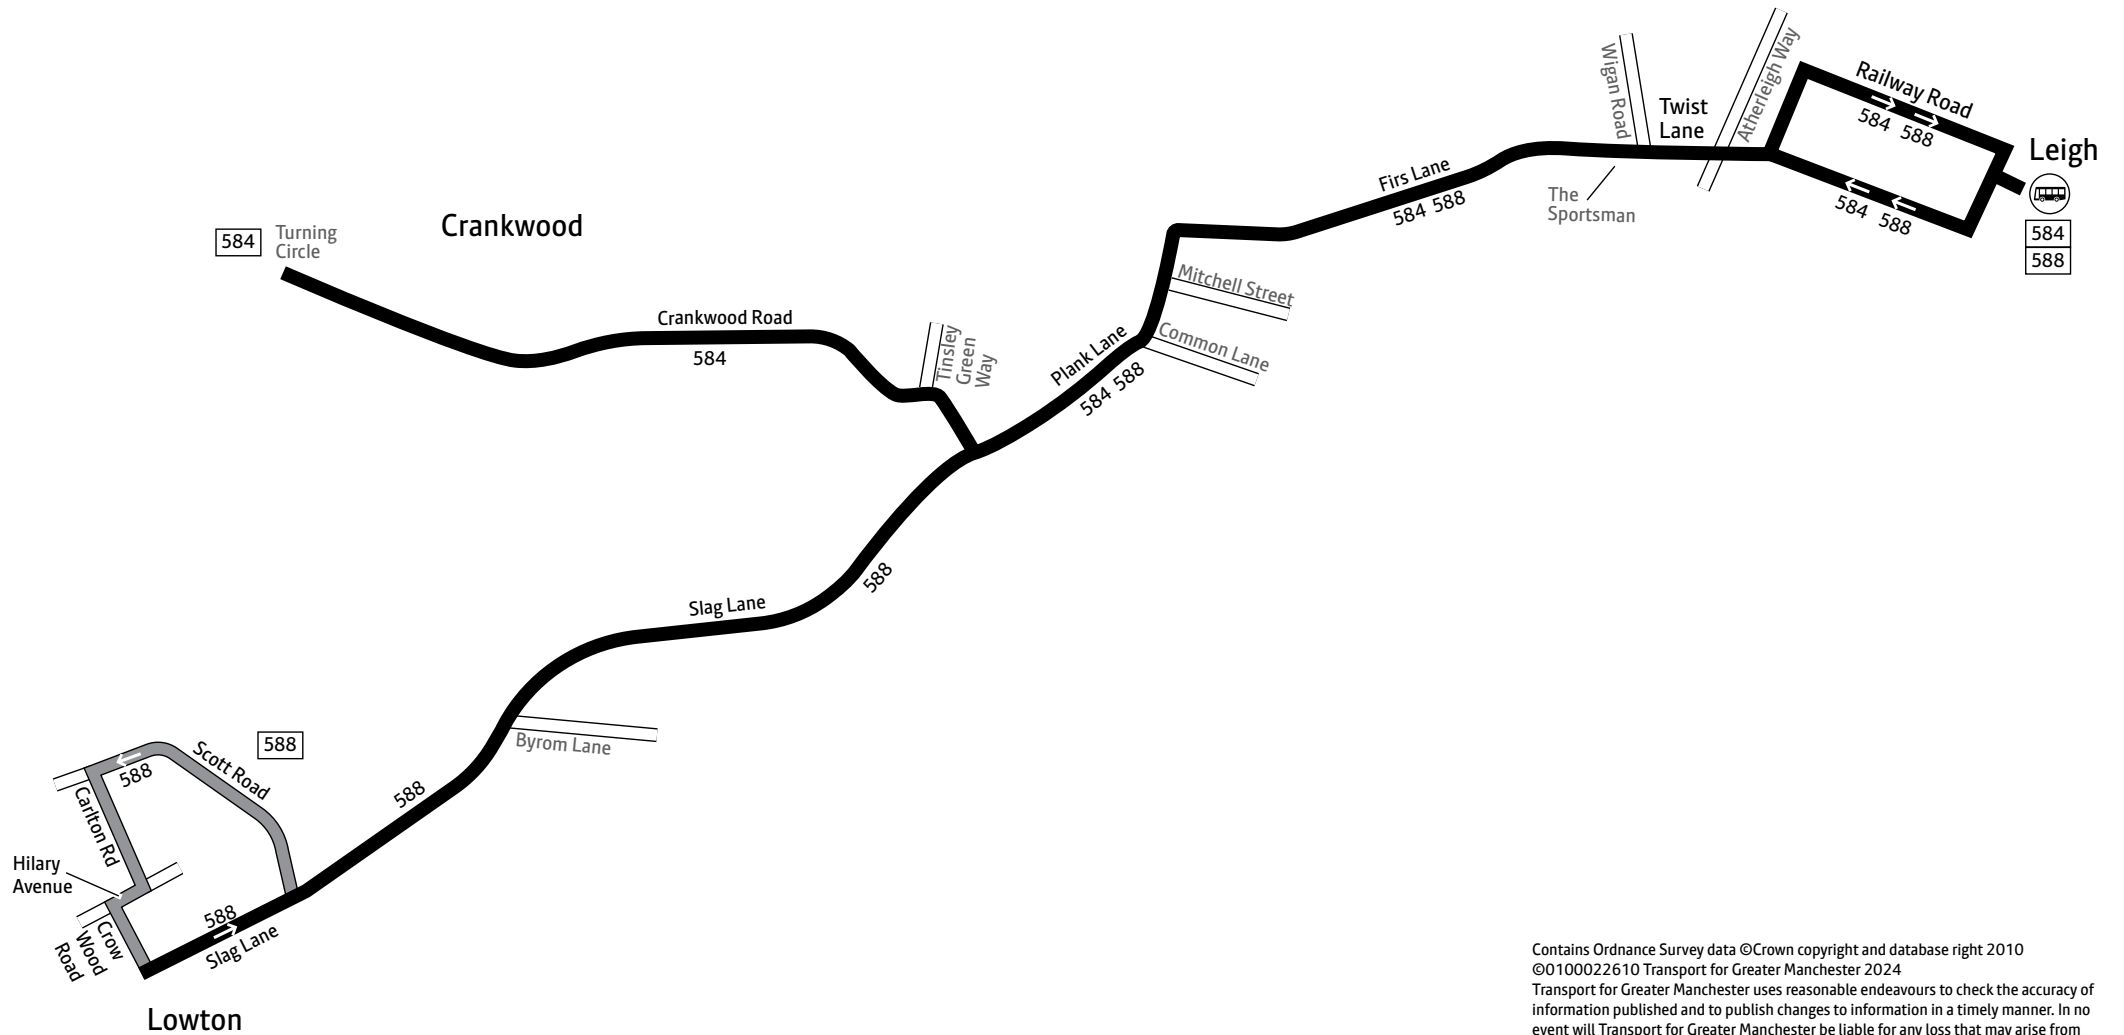 Railway Road
584 588
Leigh
584
588
584 588
Atherleigh Way
Twist
Lane
Wigan Road
The
Sportsman
Firs Lane
584 588
Mitchell Street
Common Lane
Plank Lane
584 588
Crankwood
584
Turning
Circle
Crankwood Road
584
Tinsley
Green
Way
588
Slag Lane
Byrom Lane
588
588
Scott Road
588
Carlton Rd
Hilary
Avenue
Crow
Wood
Road
588
Slag Lane
Lowton
Contains Ordnance Survey data ©Crown copyright and database right 2010
©0100022610 Transport for Greater Manchester 2024
Transport for Greater Manchester uses reasonable endeavours to check the accuracy of
information published and to publish changes to information in a timely manner. In no
event will Transport for Greater Manchester be liable for any loss that may arise from